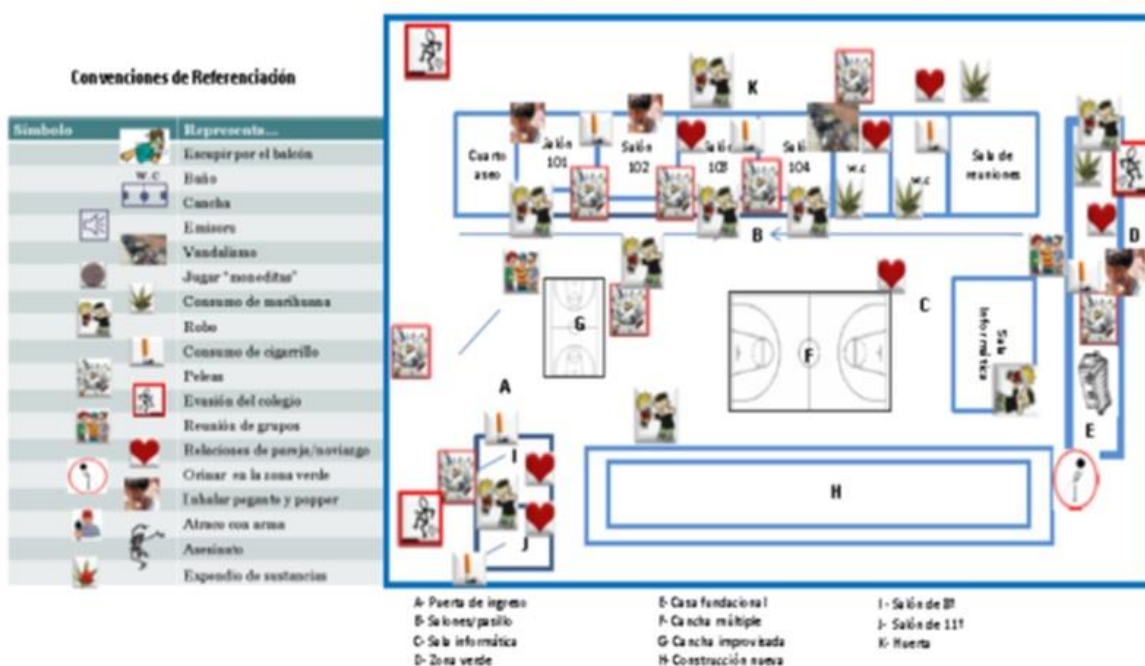 Convenciones de Referenciación
Símbolo Representa...
Escupir por el balcón
w.c Baño
Cancha
Emisora
Vandalismo
Jugar "moneditas"
Consumo de marihuana
Robo
Consumo de cigarrillo
Peleas
Evasión del colegio
Reunión de grupos
Relaciones de pareja/noviazgo
Orinar en la zona verde
Inhalar pegante y popper
Atraco con arma
Asesinato
Expendio de sustancias
K
Cuarto aseo
Salón 101
Salón 102
Salón 103
Salón 104
w.c
w.c
Sala de reuniones
B
D
G
F
C
Sala Informática
A
E
I
H
J
A- Puerta de ingreso
B- Salones/pasillo
C- Sala informática
D- Zona verde
E- Casa fundacional
F- Cancha múltiple
G- Cancha improvisada
H- Construcción nueva
I - Salón de 8º
J- Salón de 11º
K- Huerta